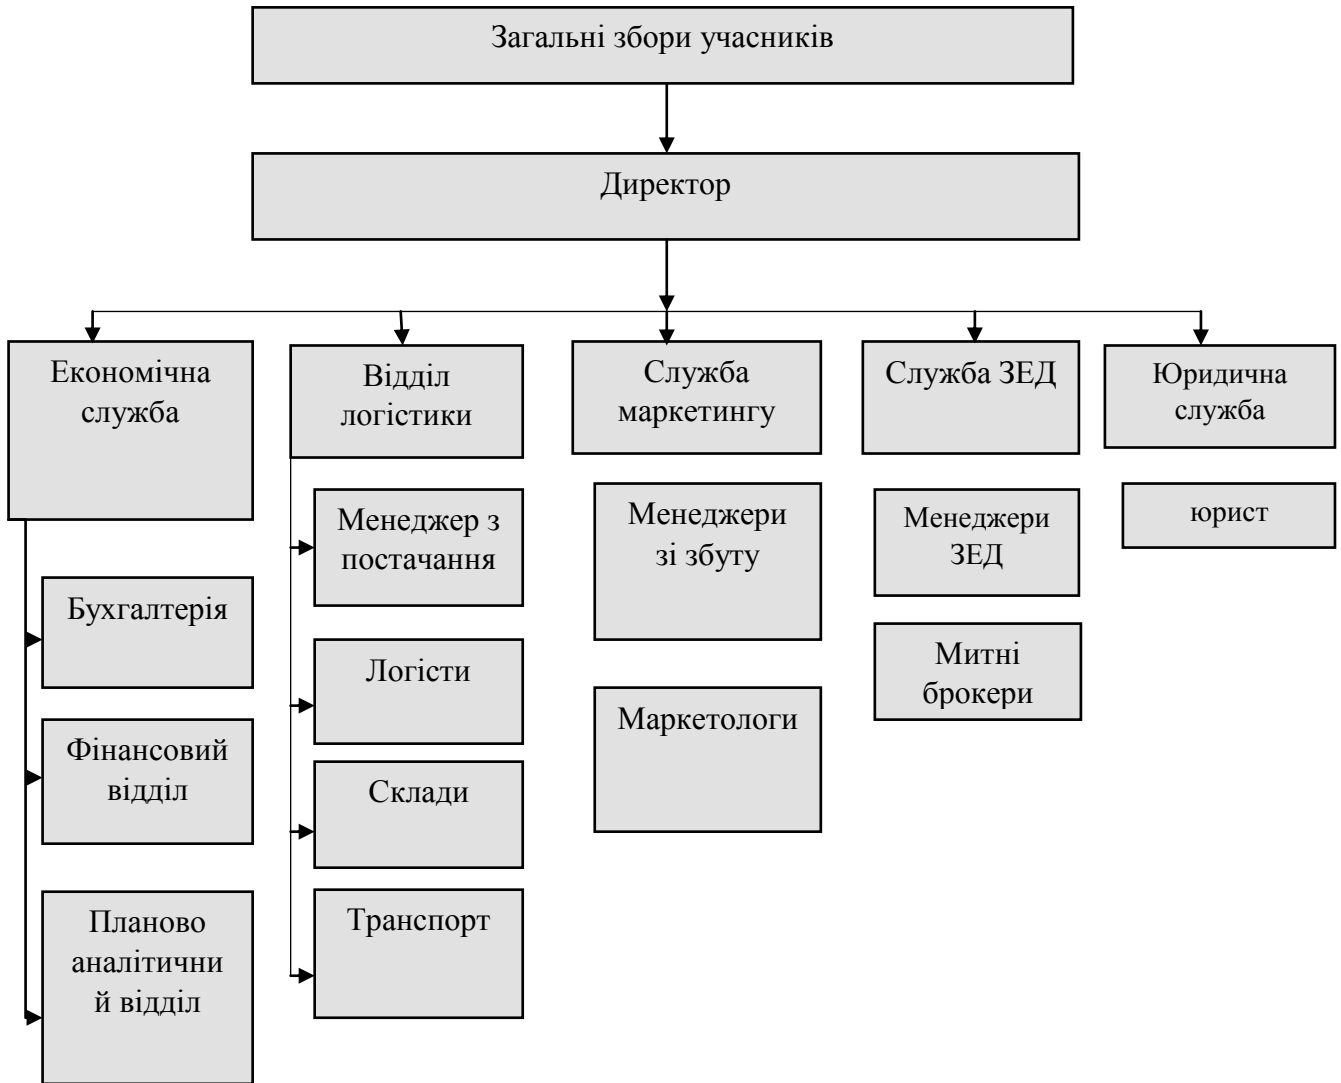 Загальні збори учасників
Директор
Економічна
служба
Відділ
логістики
Служба
маркетингу
Служба ЗЕД
Юридична
служба
Бухгалтерія
Фінансовий
відділ
Планово
аналітични
й відділ
Менеджер з
постачання
Логісти
Склади
Транспорт
Менеджери
зі збуту
Маркетологи
Менеджери
ЗЕД
Митні
брокери
юрист